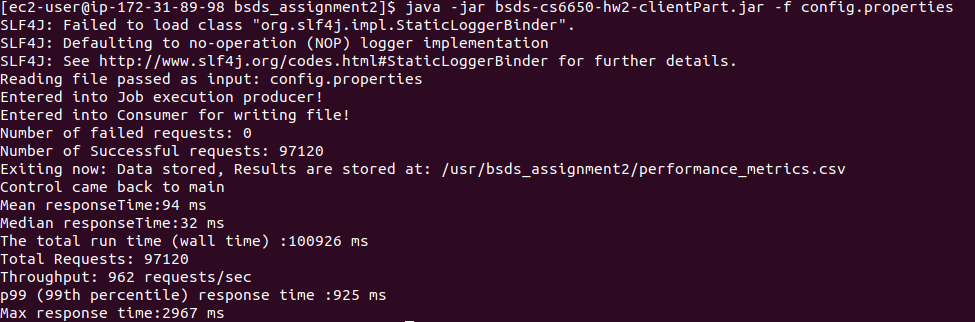 [ec2-user@ip-172-31-89-98 bsds_assignment2]$ java -jar bsds-cs6650-hw2-clientPart.jar -f config.properties
SLF4J: Failed to load class "org.slf4j.impl.StaticLoggerBinder".
SLF4J: Defaulting to no-operation (NOP) logger implementation
SLF4J: See http://www.slf4j.org/codes.html#StaticLoggerBinder for further details.
Reading file passed as input: config.properties
Entered into Job execution producer!
Entered into Consumer for writing file!
Number of failed requests: 0
Number of Successful requests: 97120
Exiting now: Data stored, Results are stored at: /usr/bsds_assignment2/performance_metrics.csv
Control came back to main
Mean responseTime:94 ms
Median responseTime:32 ms
The total run time (wall time) :100926 ms
Total Requests: 97120
Throughput: 962 requests/sec
p99 (99th percentile) response time :925 ms
Max response time:2967 ms